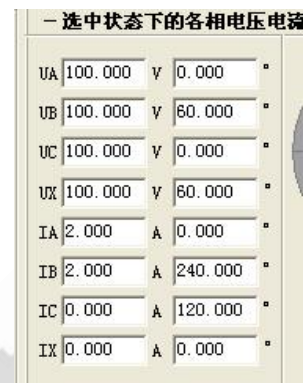 一选中状态下的各相电压电流
UA 100.000 V 0.000 °
UB 100.000 V 60.000 °
UC 100.000 V 0.000 °
UX 100.000 V 60.000 °
IA 2.000 A 0.000 °
IB 2.000 A 240.000 °
IC 0.000 A 120.000 °
IX 0.000 A 0.000 °